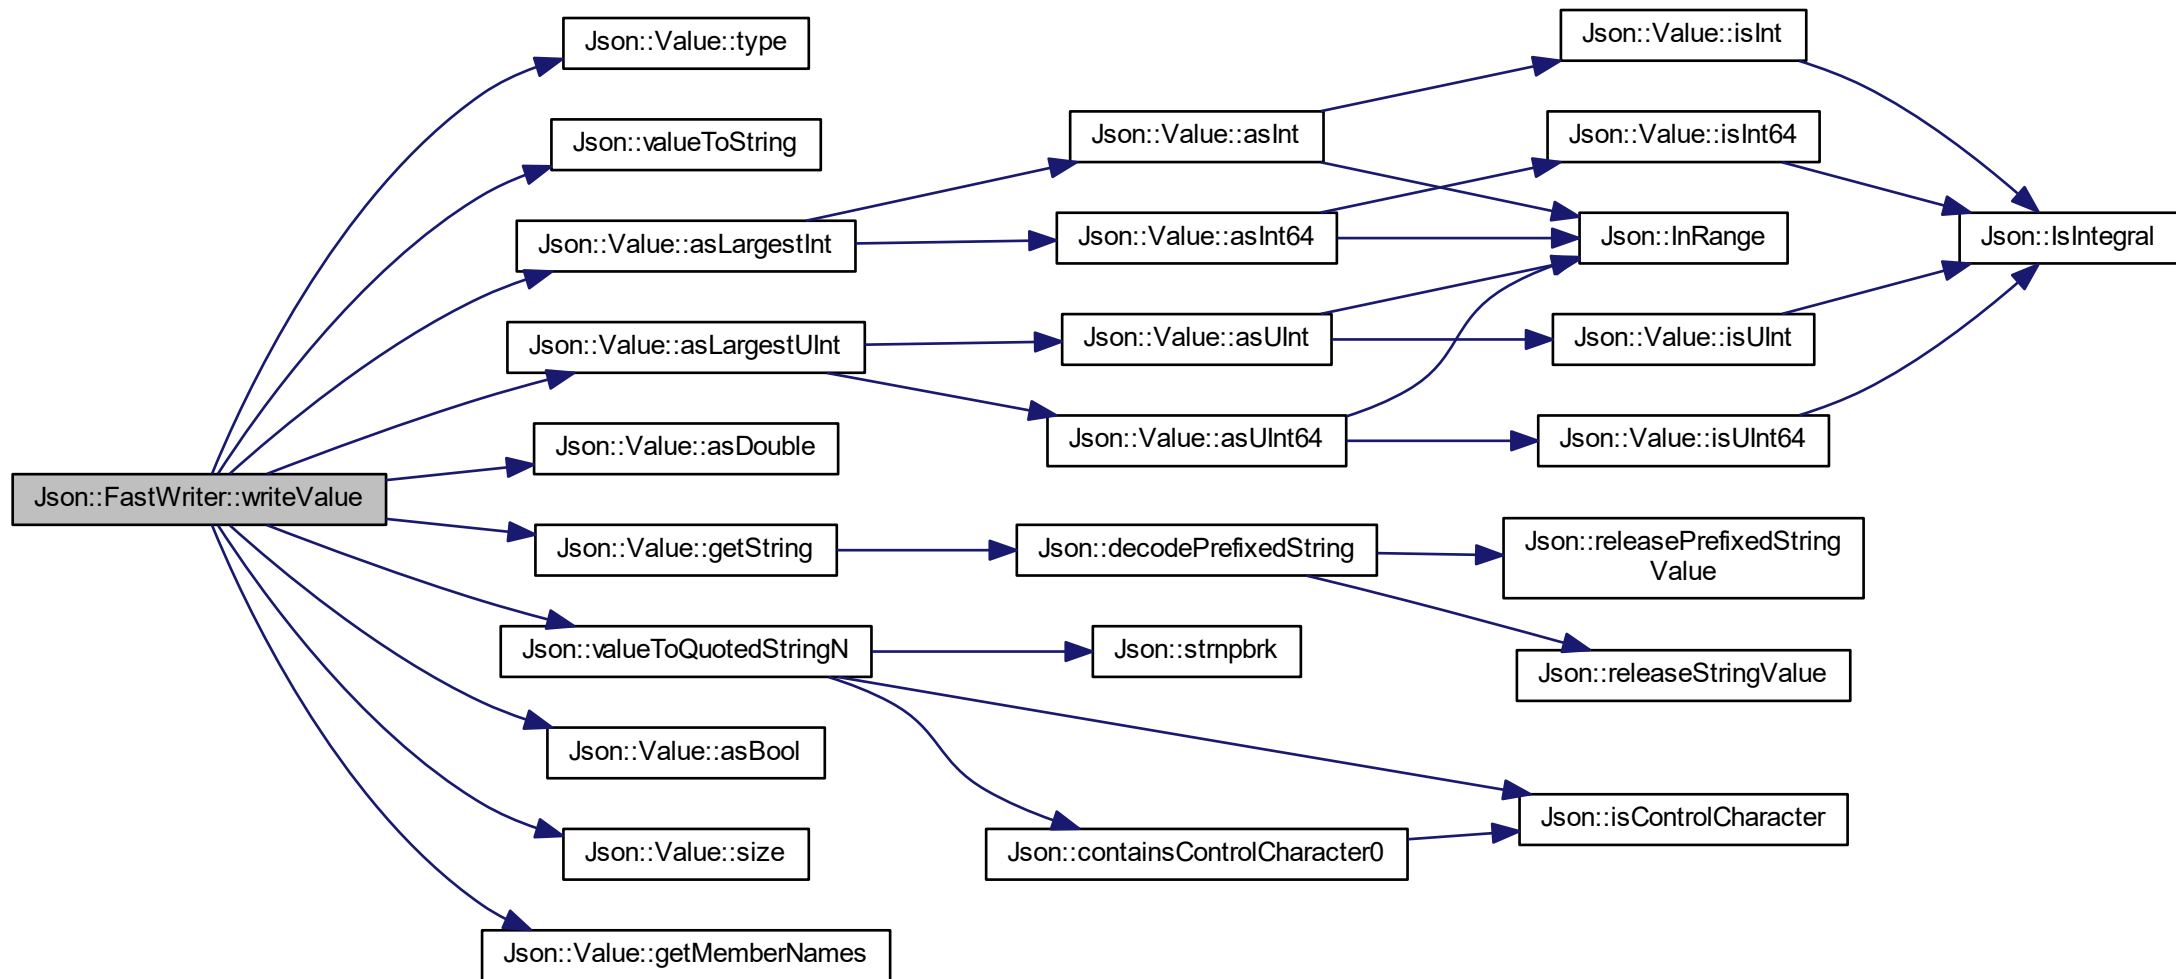 Json::FastWriter::writeValue
Json::Value::type
Json::valueToString
Json::Value::asLargestInt
Json::Value::asLargestUInt
Json::Value::asDouble
Json::Value::getString
Json::valueToQuotedStringN
Json::Value::asBool
Json::Value::size
Json::Value::getMemberNames
Json::Value::asInt
Json::Value::asInt64
Json::Value::asUInt
Json::Value::asUInt64
Json::decodePrefixedString
Json::strnpbrk
Json::containsControlCharacter0
Json::Value::isInt
Json::Value::isInt64
Json::InRange
Json::Value::isUInt
Json::Value::isUInt64
Json::releasePrefixedString
Value
Json::releaseStringValue
Json::isControlCharacter
Json::IsIntegral